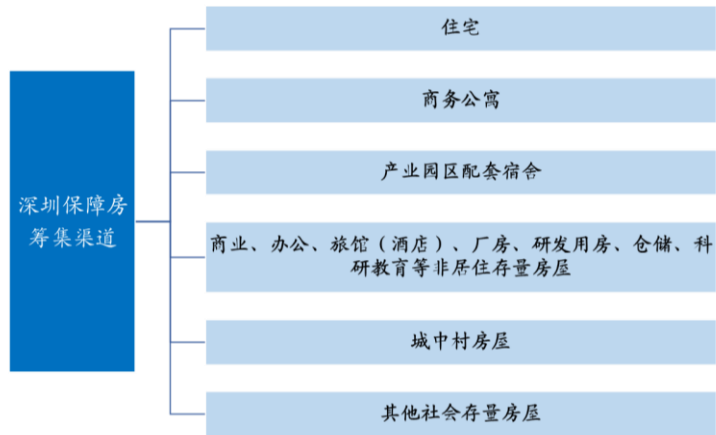 住宅
商务公寓
产业园区配套宿舍
深圳保障房
筹集渠道
商业、办公、旅馆（酒店）、厂房、研发用房、仓储、科
研教育等非居住存量房屋
城中村房屋
其他社会存量房屋